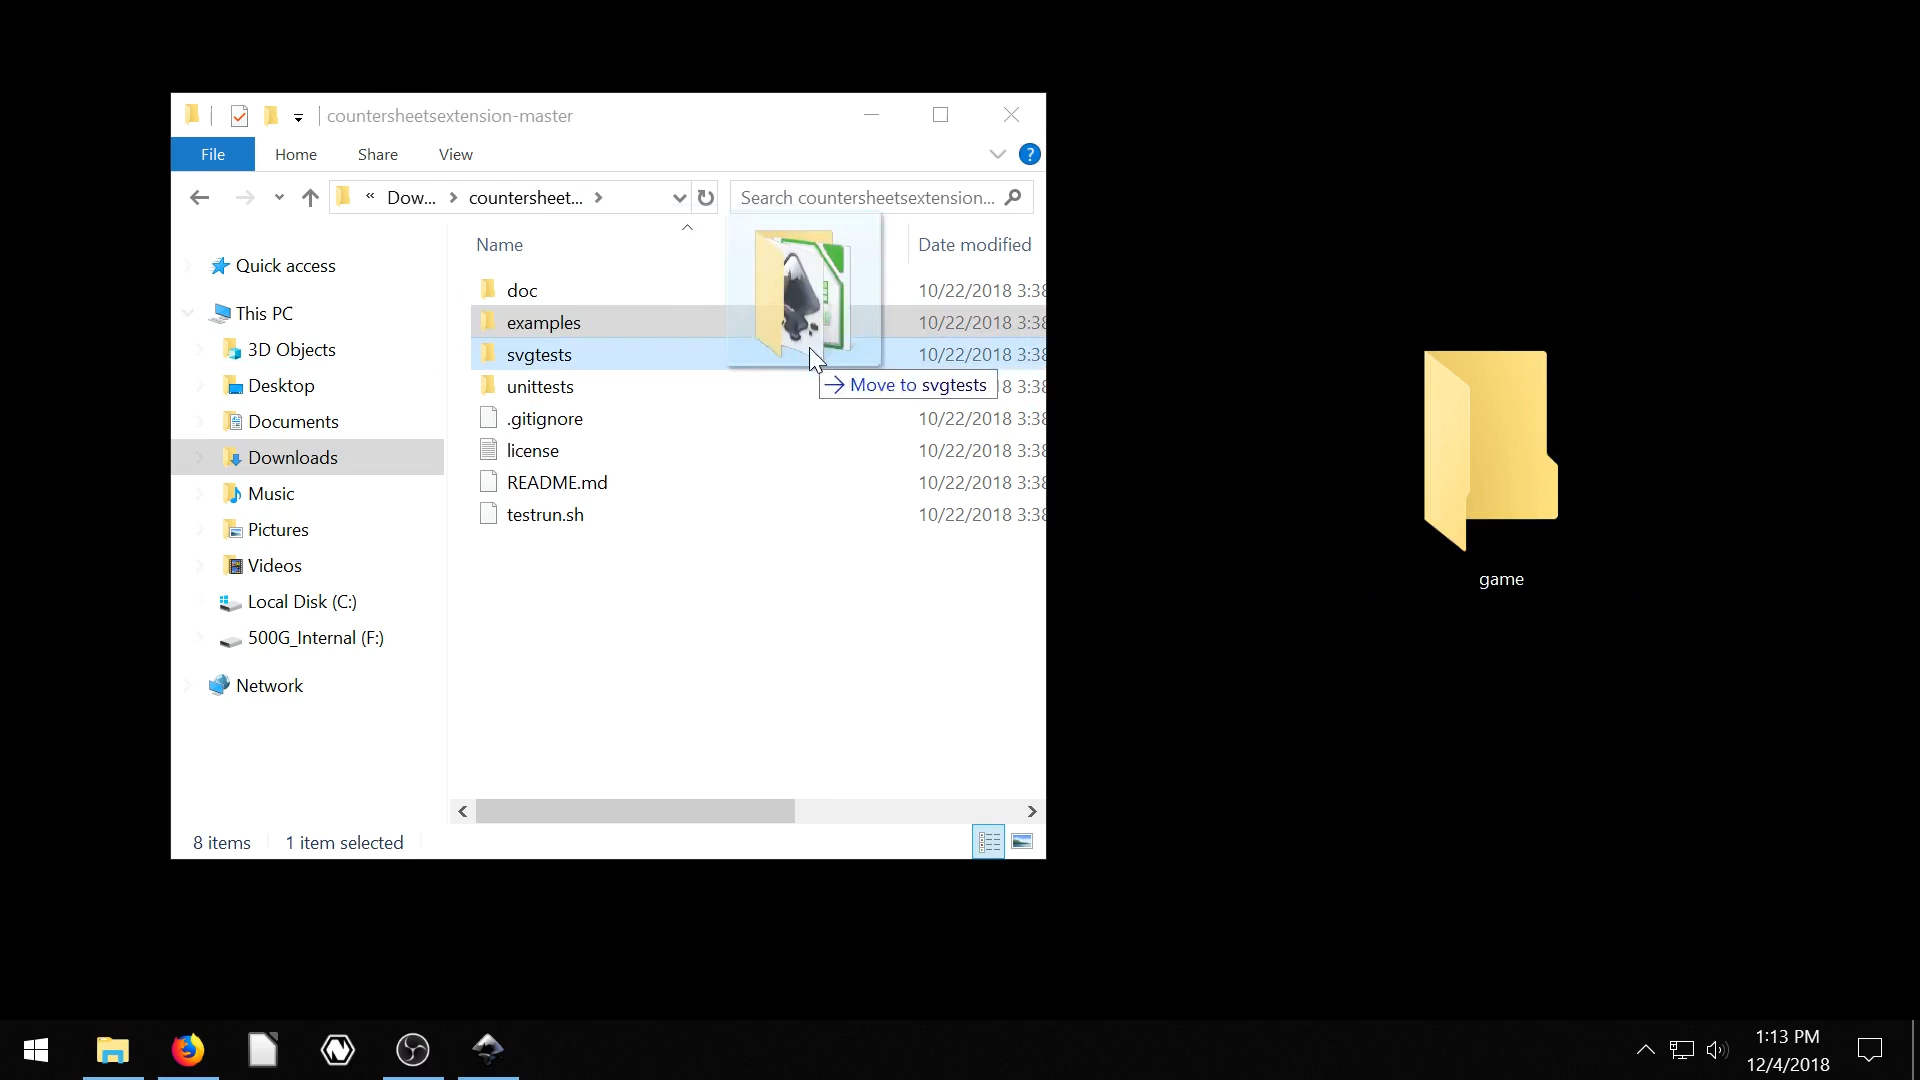 countersheetsextension-master
File Home Share View
« Dow... countersheet... Search countersheetsextension...
Name Date modified
Quick access
This PC
3D Objects
Desktop
Documents
Downloads
Music
Pictures
Videos
Local Disk (C:)
500G_Internal (F:)
Network
doc 10/22/2018 3:38
examples 10/22/2018 3:38
svgtests 10/22/2018 3:38
Move to svgtests
unittests 8 3:38
.gitignore 10/22/2018 3:38
license 10/22/2018 3:38
README.md 10/22/2018 3:38
testrun.sh 10/22/2018 3:38
8 items 1 item selected
game
1:13 PM
12/4/2018